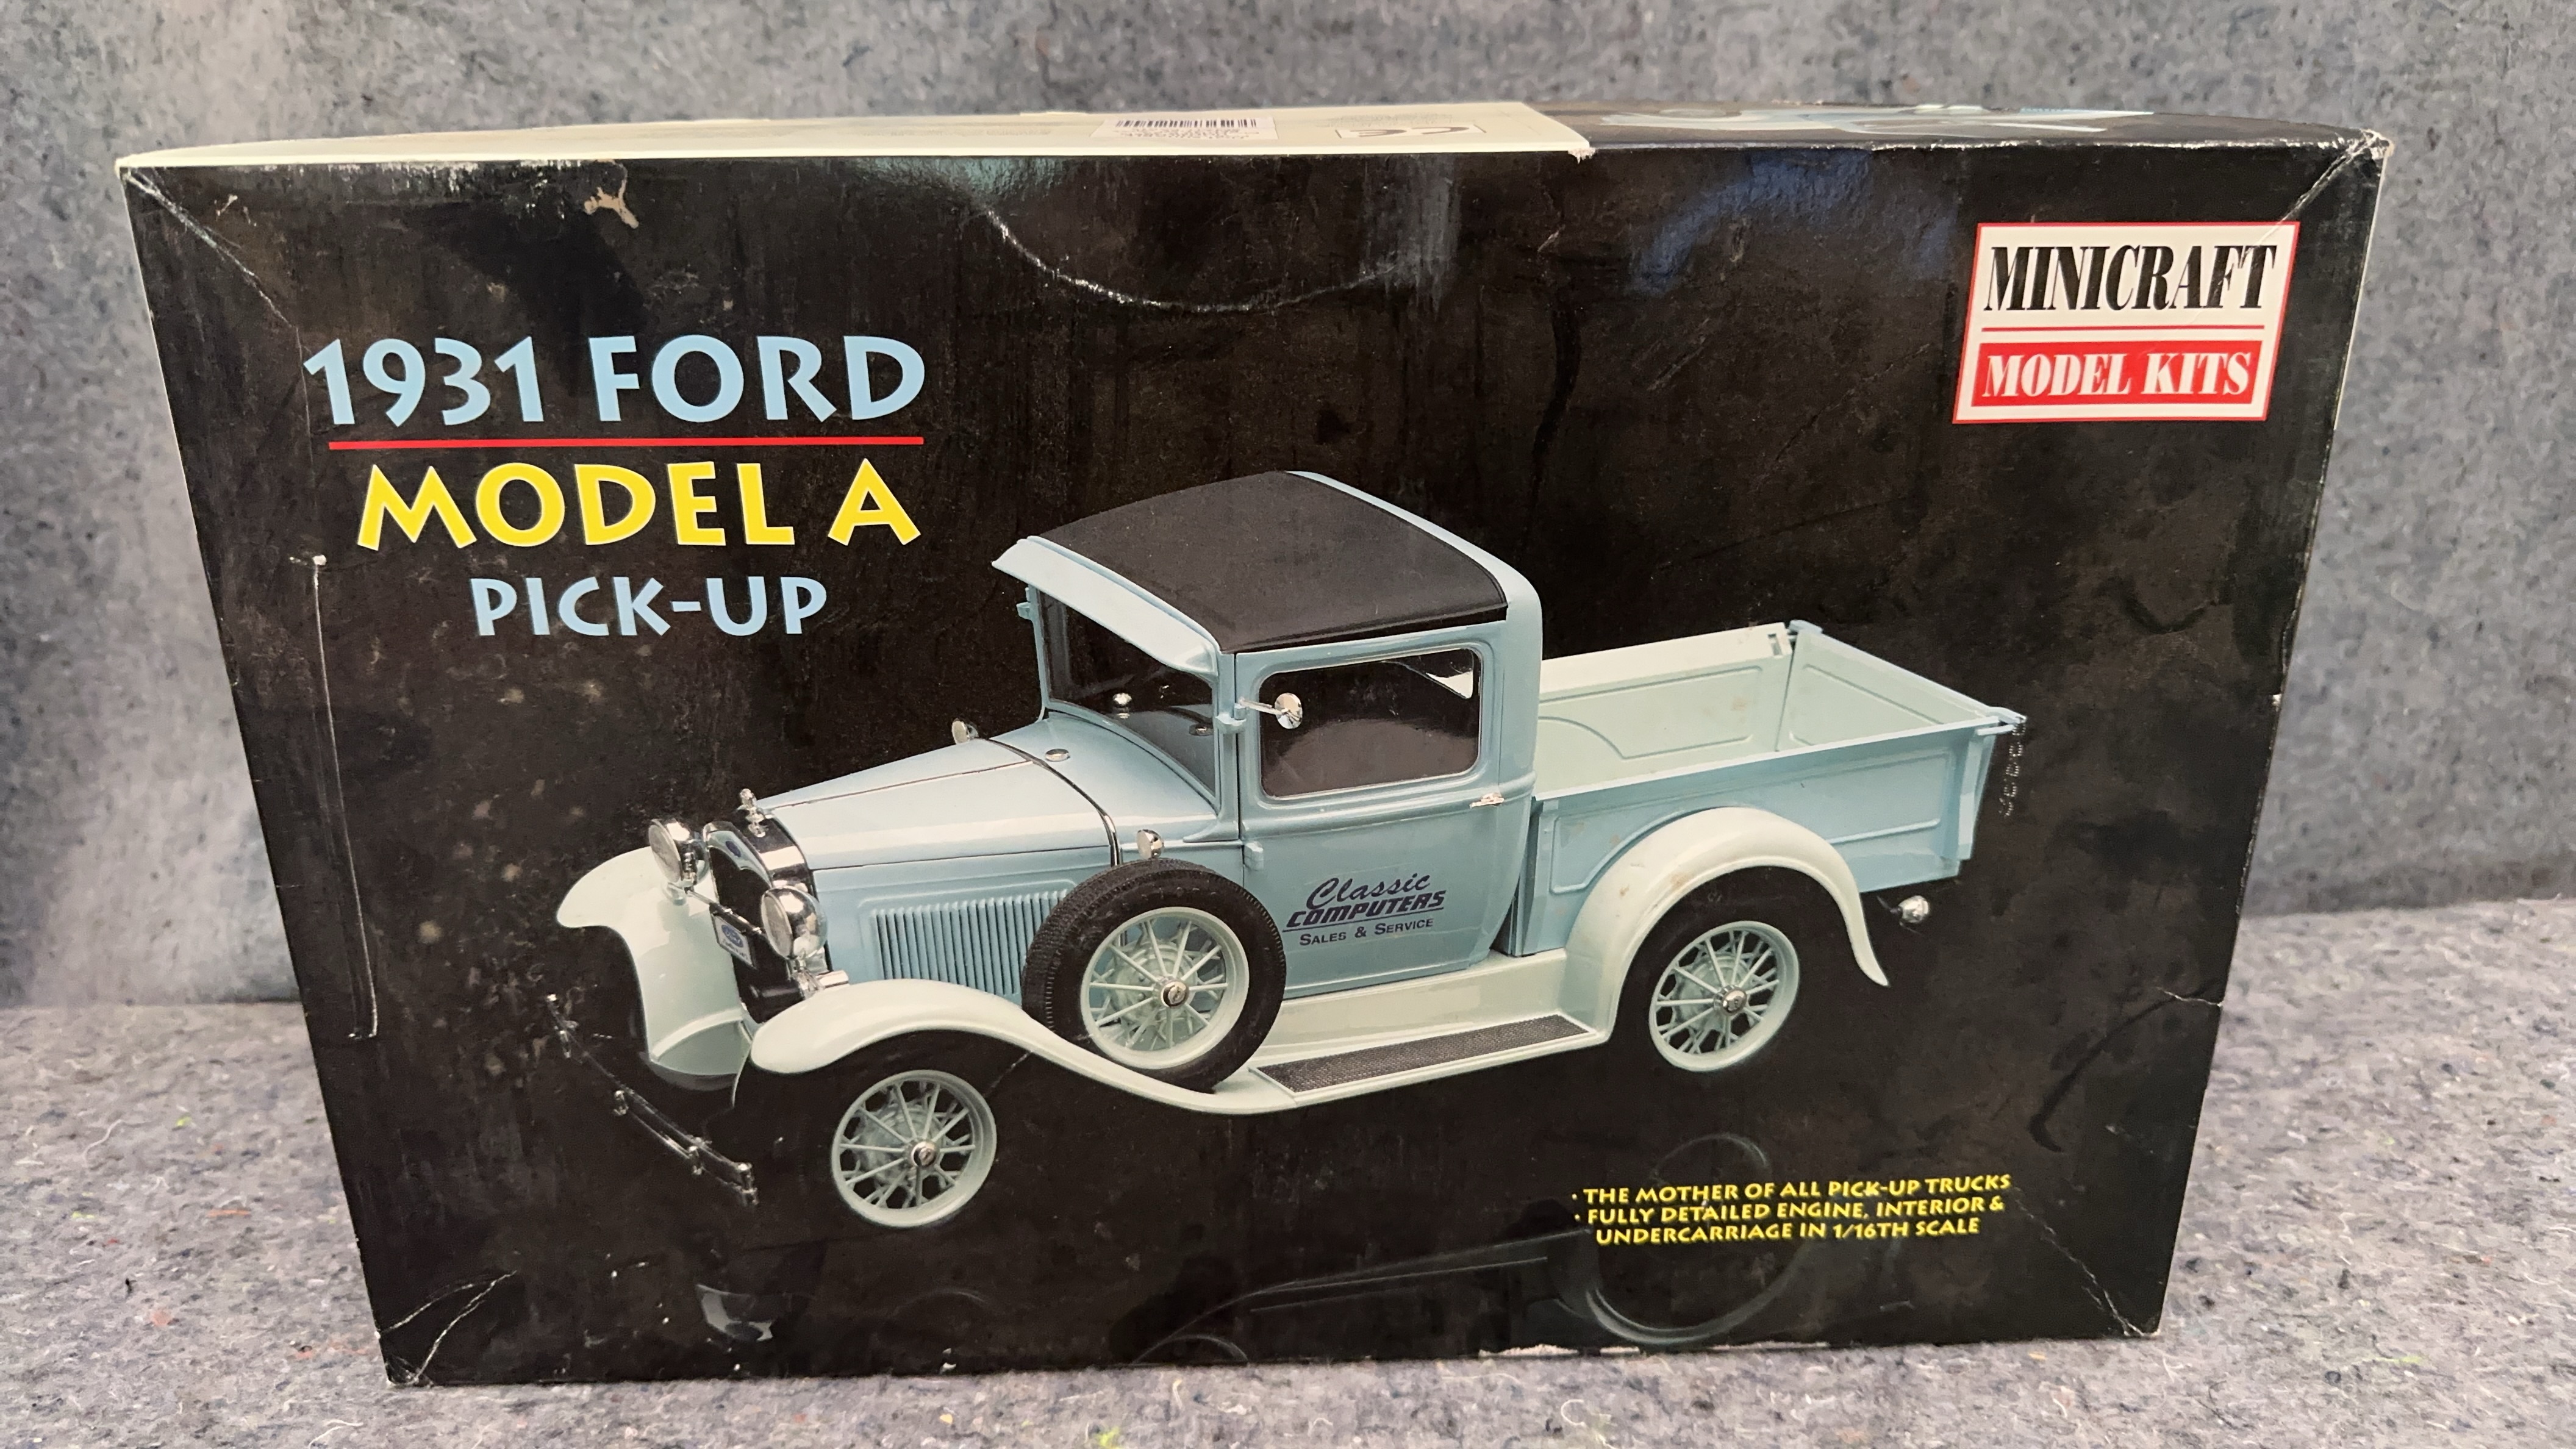 1931 FORD
MODEL A
PICK-UP
MINICRAFT
MODEL KITS
Classic
COMPUTERS
SALES & SERVICE
• THE MOTHER OF ALL PICK-UP TRUCKS
• FULLY DETAILED ENGINE, INTERIOR &
UNDERCARRIAGE IN 1/16TH SCALE